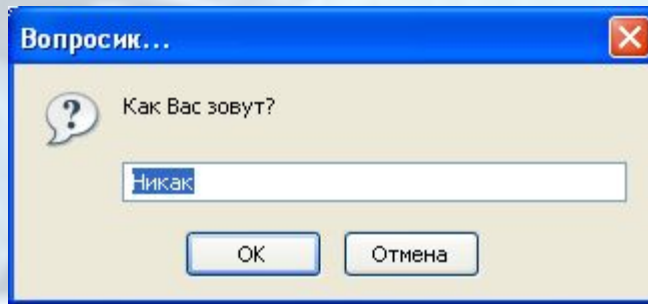 Вопросик...
Как Вас зовут?
Никак
OK
Отмена